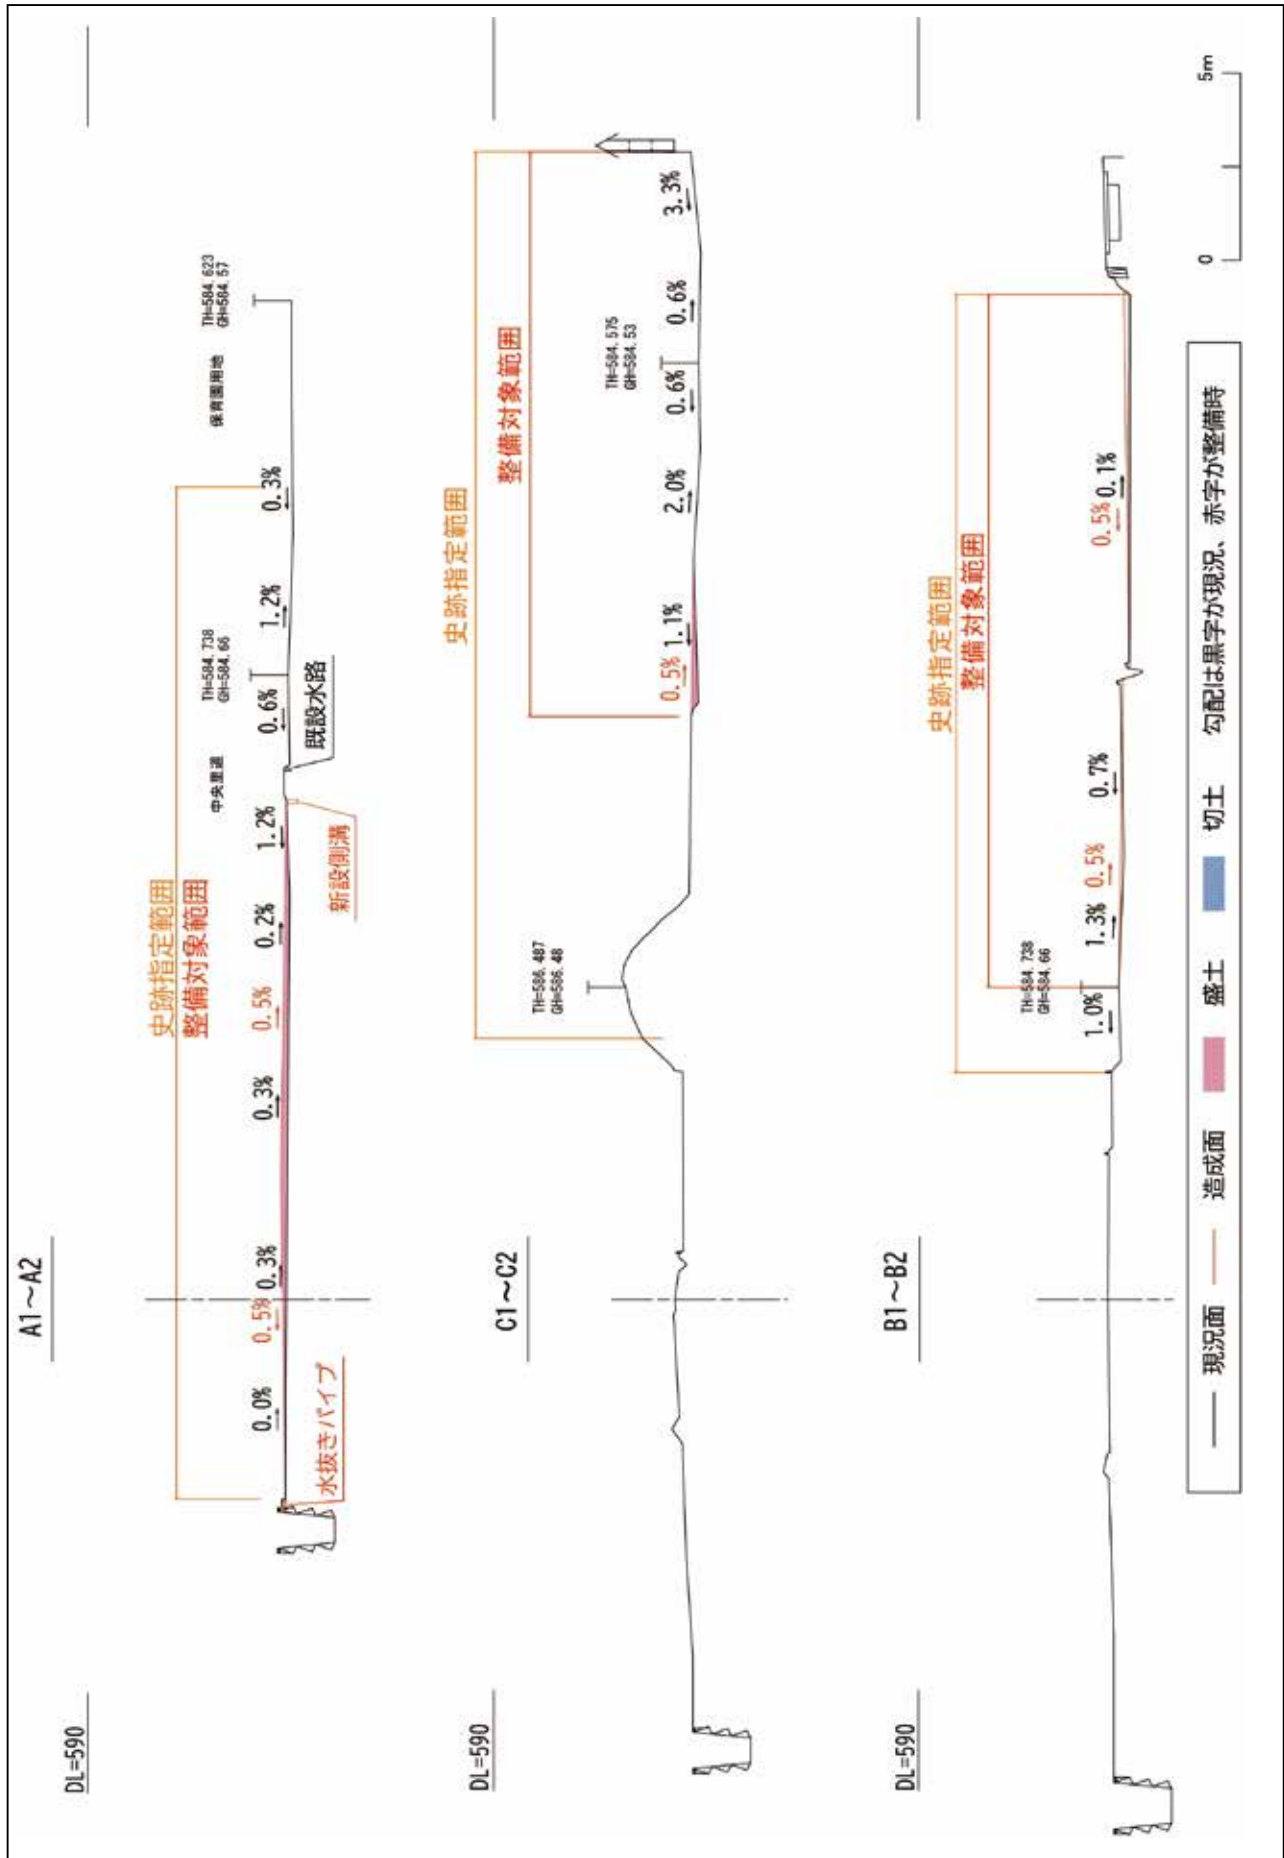 A1～A2
DL=590
史跡指定範囲
整備対象範囲
水抜きパイプ
0.0%
0.5%
0.3%
0.3%
0.5%
0.2%
1.2%
新設側溝
中央里道
既設水路
0.6%
TH=584.738
GH=584.66
1.2%
0.3%
保育園用地
TH=584.623
GH=584.57
C1～C2
DL=590
史跡指定範囲
整備対象範囲
TH=586.487
GH=586.48
0.5%
1.1%
2.0%
0.6%
TH=584.575
GH=584.53
0.6%
3.3%
B1～B2
DL=590
史跡指定範囲
整備対象範囲
1.0%
TH=584.738
GH=584.66
1.3%
0.5%
0.7%
0.5%
0.1%
現況面 造成面 盛土 切土 勾配は黒字が現況、赤字が整備時
0 5m